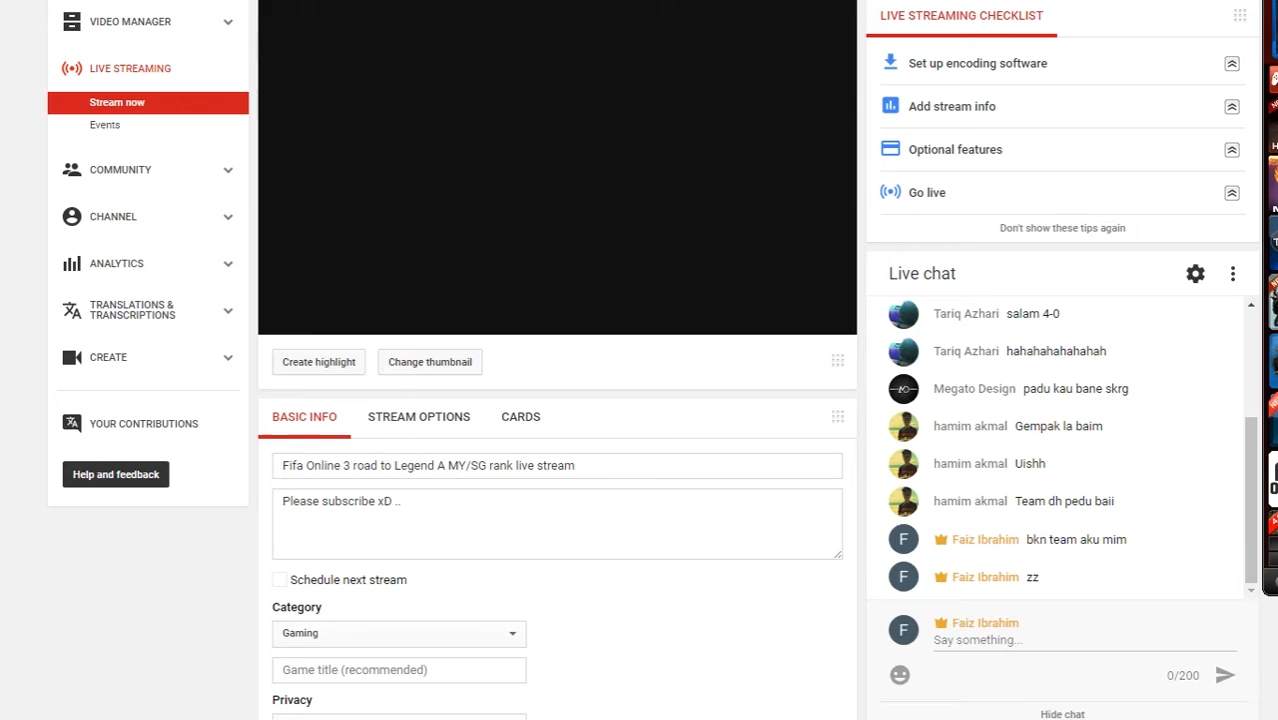 VIDEO MANAGER
LIVE STREAMING
Stream now
Events
COMMUNITY
CHANNEL
ANALYTICS
TRANSLATIONS &
TRANSCRIPTIONS
CREATE
YOUR CONTRIBUTIONS
Help and feedback
Create highlight
Change thumbnail
BASIC INFO
STREAM OPTIONS
CARDS
Fifa Online 3 road to Legend A MY/SG rank live stream
Please subscribe xD ..
Schedule next stream
Category
Gaming
Game title (recommended)
Privacy
LIVE STREAMING CHECKLIST
Set up encoding software
Add stream info
Optional features
Go live
Don't show these tips again
Live chat
Tariq Azhari salam 4-0
Tariq Azhari hahahahahahah
Megato Design padu kau bane skrg
hamim akmal Gempak la baim
hamim akmal Uishh
hamim akmal Team dh pedu baii
F Faiz Ibrahim bkn team aku mim
F Faiz Ibrahim zz
F Faiz Ibrahim
Say something...
0/200
Hide chat